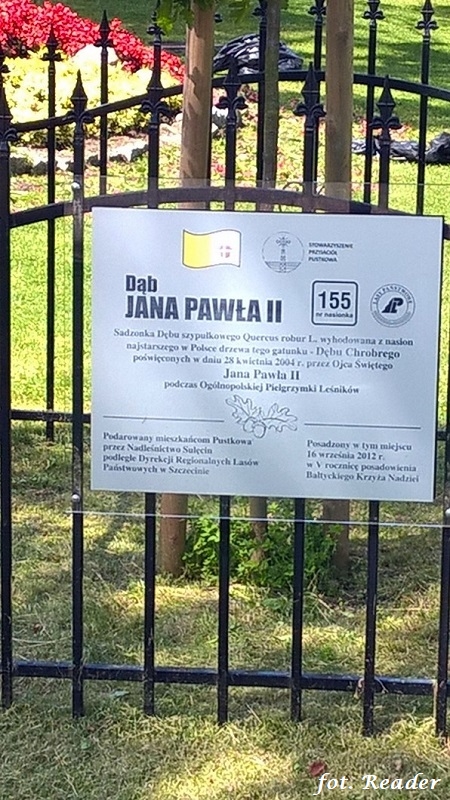 STOWARZYSZENIE
PRZYJACIÓŁ
PUSTKOWA
Dąb
JANA PAWŁA II
155
nr nasionka
LASY PAŃSTWOWE
Sadzonka Dębu szypułkowego Quercus robur L. wyhodowana z nasion
najstarszego w Polsce drzewa tego gatunku - Dębu Chrobrego
poświęconych w dniu 28 kwietnia 2004 r. przez Ojca Świętego
Jana Pawła II
podczas Ogólnopolskiej Pielgrzymki Leśników
Podarowany mieszkańcom Pustkowa
przez Nadleśnictwo Sulęcin
podległe Dyrekcji Regionalnych Lasów
Państwowych w Szczecinie
Posadzony w tym miejscu
16 września 2012 r.
w V rocznicę posadowienia
Bałtyckiego Krzyża Nadziei
fot. Reader